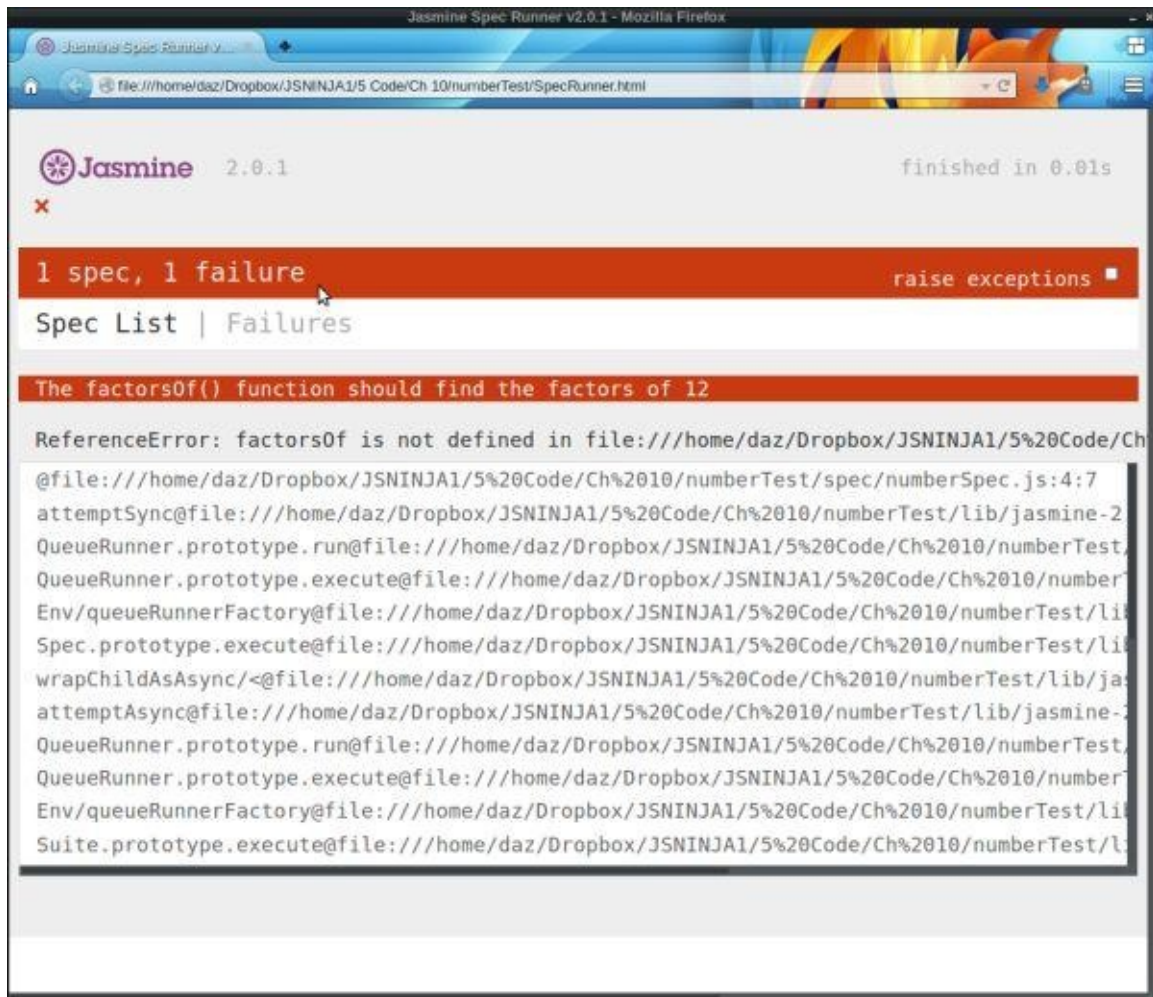 Jasmine Spec Runner v2.0.1 - Mozilla Firefox
Jasmine Spec Runner v...
file:///home/daz/Dropbox/JSNINJA1/5 Code/Ch 10/numberTest/SpecRunner.html
Jasmine 2.0.1 finished in 0.01s
1 spec, 1 failure raise exceptions
Spec List | Failures
The factorsOf() function should find the factors of 12
ReferenceError: factorsOf is not defined in file:///home/daz/Dropbox/JSNINJA1/5%20Code/Ch
@file:///home/daz/Dropbox/JSNINJA1/5%20Code/Ch%2010/numberTest/spec/numberSpec.js:4:7
attemptSync@file:///home/daz/Dropbox/JSNINJA1/5%20Code/Ch%2010/numberTest/lib/jasmine-2
QueueRunner.prototype.run@file:///home/daz/Dropbox/JSNINJA1/5%20Code/Ch%2010/numberTest/
QueueRunner.prototype.execute@file:///home/daz/Dropbox/JSNINJA1/5%20Code/Ch%2010/numberT
Env/queueRunnerFactory@file:///home/daz/Dropbox/JSNINJA1/5%20Code/Ch%2010/numberTest/lib
Spec.prototype.execute@file:///home/daz/Dropbox/JSNINJA1/5%20Code/Ch%2010/numberTest/lib
wrapChildAsAsync/<@file:///home/daz/Dropbox/JSNINJA1/5%20Code/Ch%2010/numberTest/lib/jas
attemptAsync@file:///home/daz/Dropbox/JSNINJA1/5%20Code/Ch%2010/numberTest/lib/jasmine-2
QueueRunner.prototype.run@file:///home/daz/Dropbox/JSNINJA1/5%20Code/Ch%2010/numberTest/
QueueRunner.prototype.execute@file:///home/daz/Dropbox/JSNINJA1/5%20Code/Ch%2010/numberT
Env/queueRunnerFactory@file:///home/daz/Dropbox/JSNINJA1/5%20Code/Ch%2010/numberTest/lib
Suite.prototype.execute@file:///home/daz/Dropbox/JSNINJA1/5%20Code/Ch%2010/numberTest/li